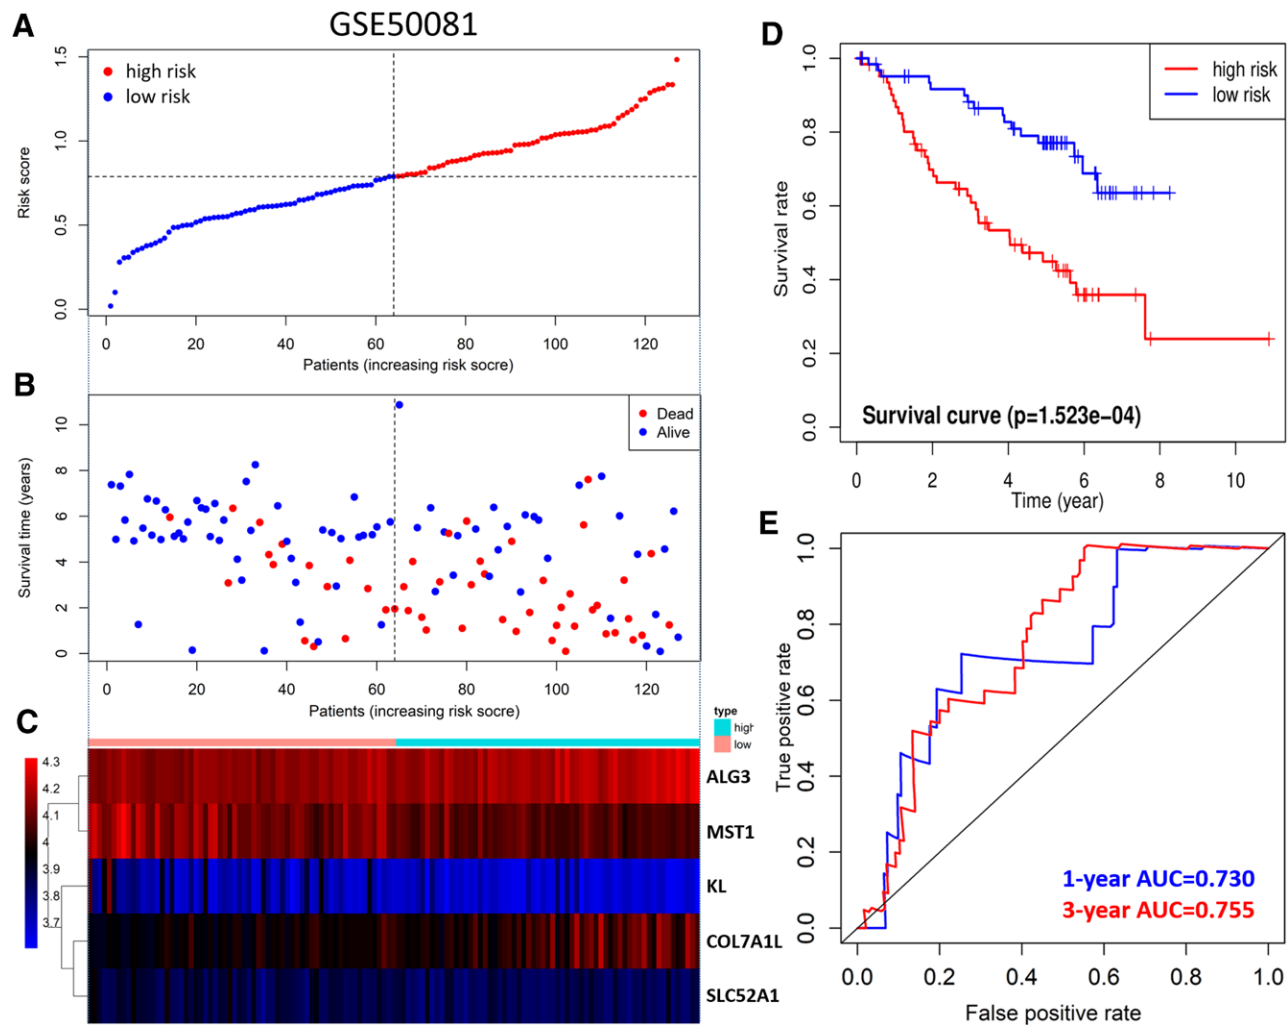 GSE50081
A
high risk
low risk
Risk score
1.5
1.0
0.5
0.0
0 20 40 60 80 100 120
Patients (increasing risk socre)
B
Dead
Alive
Survival time (years)
10
8
6
4
2
0
0 20 40 60 80 100 120
Patients (increasing risk socre)
C
type
high
low
4.3
4.2
4.1
4
3.9
3.8
3.7
ALG3
MST1
KL
COL7A1L
SLC52A1
D
high risk
low risk
Survival rate
1.0
0.8
0.6
0.4
0.2
0.0
Survival curve (p=1.523e−04)
0 2 4 6 8 10
Time (year)
E
True positive rate
1.0
0.8
0.6
0.4
0.2
0.0
1-year AUC=0.730
3-year AUC=0.755
0.0 0.2 0.4 0.6 0.8 1.0
False positive rate